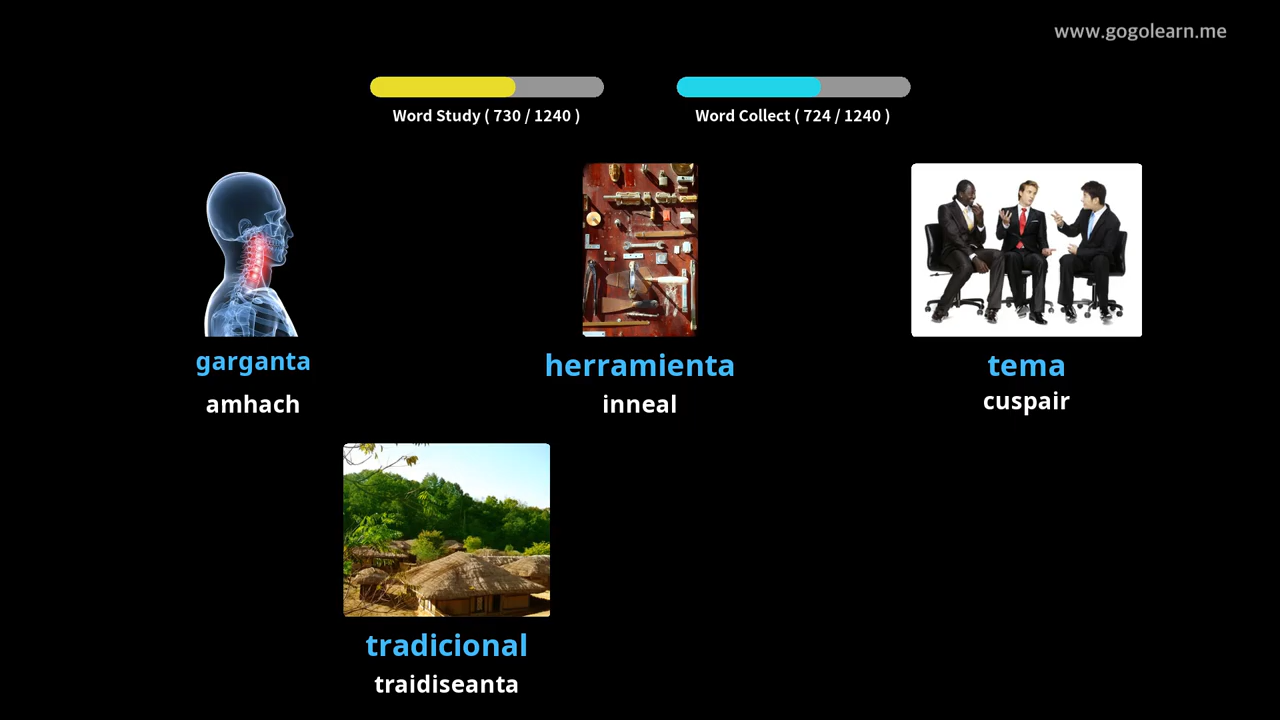 www.gogolearn.me
Word Study ( 730 / 1240 )
Word Collect ( 724 / 1240 )
garganta
amhach
herramienta
inneal
tema
cuspair
tradicional
traidiseanta